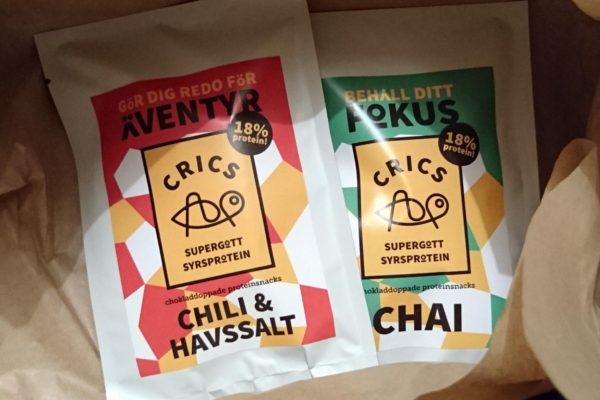 GÖR DIG REDO FÖR
ÄVENTYR
18%
protein!
CRICS
SUPERGOTT
SYRSPROTEIN
chokladdoppade proteinsnacks
CHILI &
HAVSSALT
BEHÅLL DITT
FOKUS
18%
protein!
CRICS
SUPERGOTT
SYRSPROTEIN
chokladdoppade proteinsnacks
CHAI